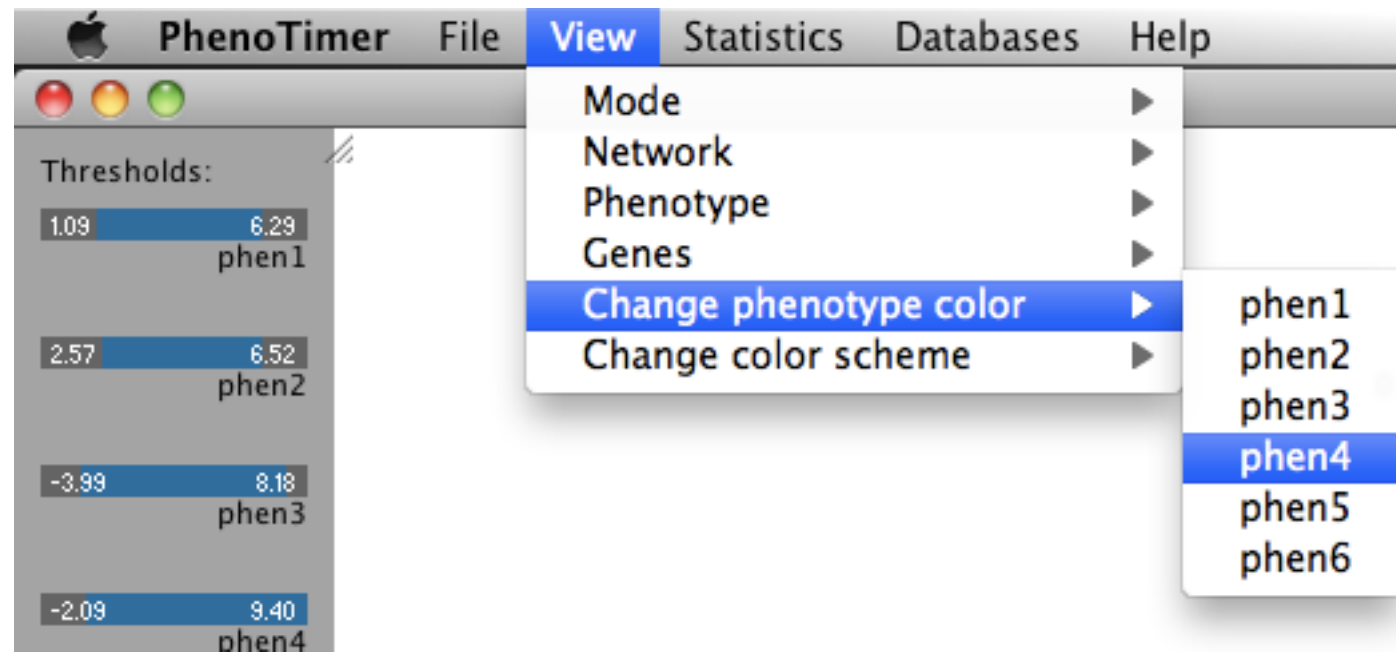 PhenoTimer File View Statistics Databases Help
Thresholds:
1.09 6.29
phen1
2.57 6.52
phen2
-3.99 8.18
phen3
-2.09 9.40
phen4
Mode
Network
Phenotype
Genes
Change phenotype color
Change color scheme
phen1
phen2
phen3
phen4
phen5
phen6